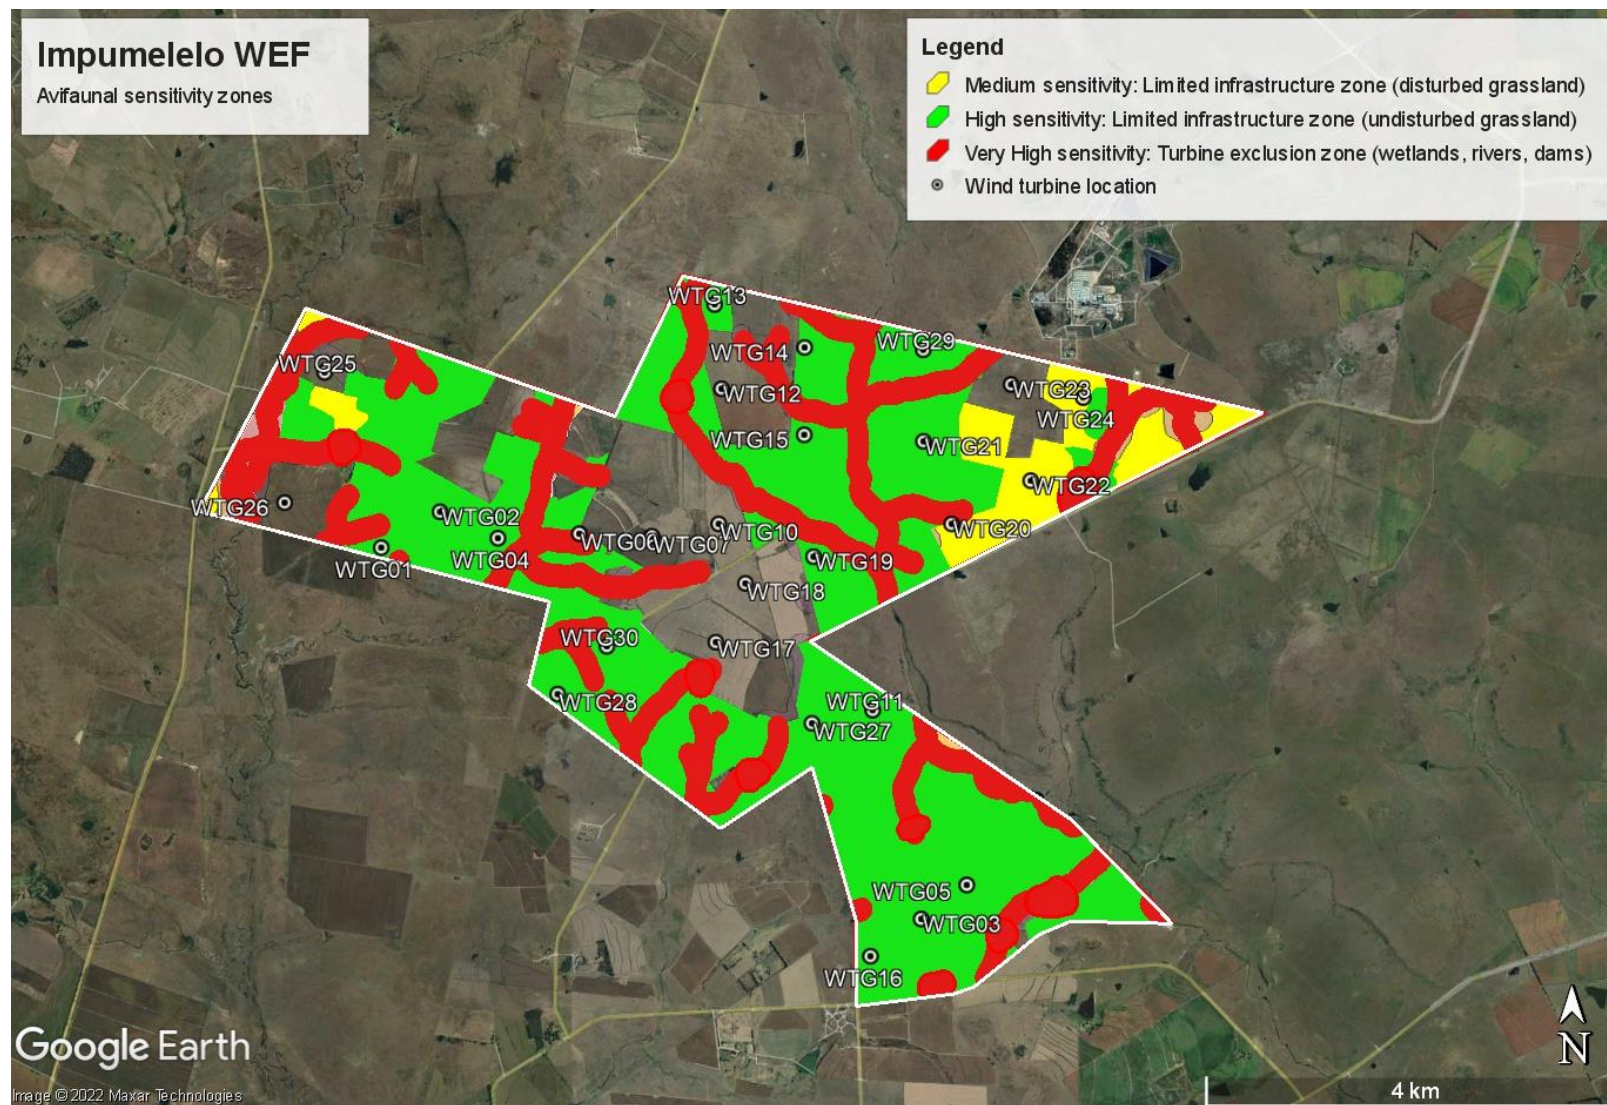 Impumelelo WEF
Avifaunal sensitivity zones
Legend
Medium sensitivity: Limited infrastructure zone (disturbed grassland)
High sensitivity: Limited infrastructure zone (undisturbed grassland)
Very High sensitivity: Turbine exclusion zone (wetlands, rivers, dams)
Wind turbine location
WTG13
WTG29
WTG14
WTG25
WTG12
WTG23
WTG24
WTG15
WTG21
WTG22
WTG26
WTG02
WTG20
WTG10
WTG06
WTG07
WTG04
WTG19
WTG01
WTG18
WTG30
WTG17
WTG28
WTG11
WTG27
WTG05
WTG03
WTG16
Google Earth
N
Image © 2022 Maxar Technologies
4 km